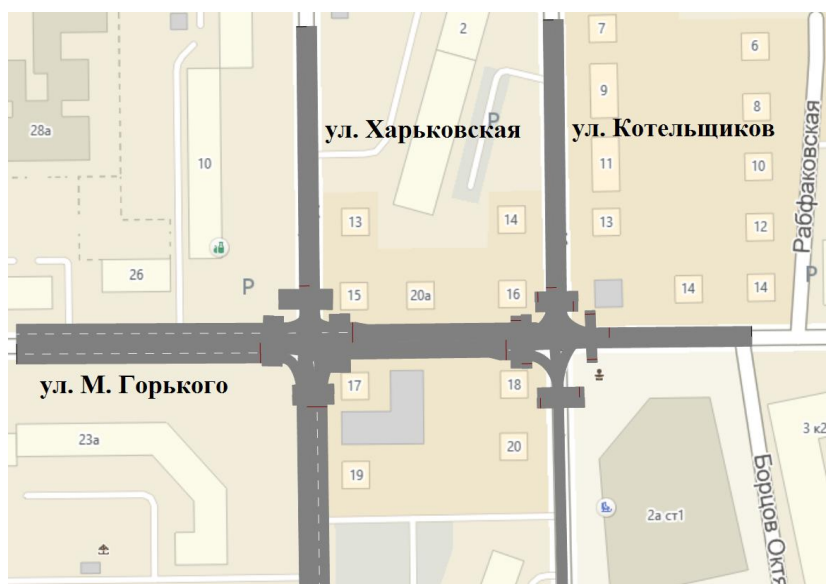 2
7
6
28а
9
8
ул. Харьковская
ул. Котельщиков
P
10
11
10
Рабфаковская
13
14
13
12
26
P
15
20а
16
14
14
P
ул. М. Горького
17
18
23а
20
19
3 к2
2а ст1
Борцов Октя